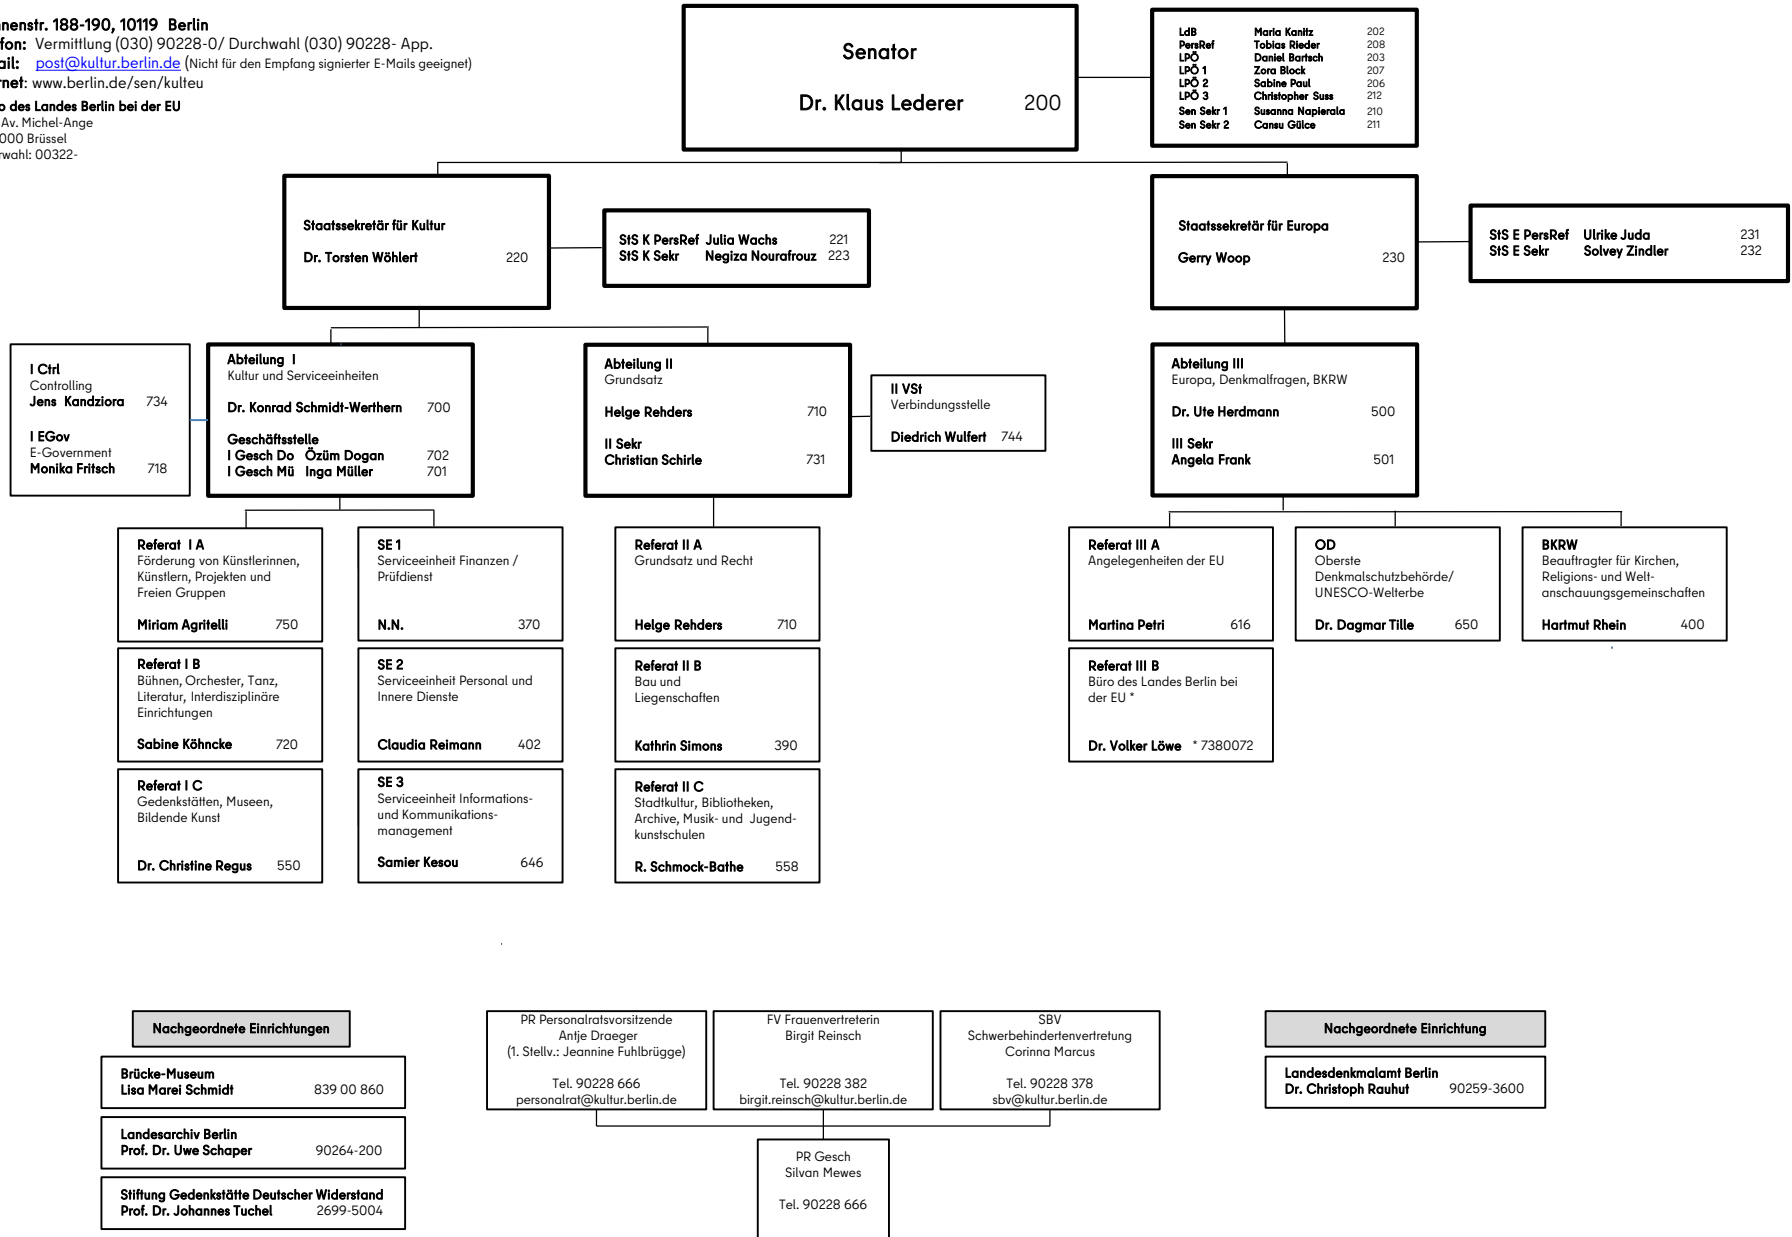 nnenstr. 188-190, 10119 Berlin
fon: Vermittlung (030) 90228-0/ Durchwahl (030) 90228- App.
ail: post@kultur.berlin.de (Nicht für den Empfang signierter E-Mails geeignet)
rnet: www.berlin.de/sen/kulteu
o des Landes Berlin bei der EU
Av. Michel-Ange
000 Brüssel
rwahl: 00322-
Senator
Dr. Klaus Lederer 200
LdB Maria Kanitz 202
PersRef Tobias Rieder 208
LPÖ Daniel Bartsch 203
LPÖ 1 Zora Block 207
LPÖ 2 Sabine Paul 206
LPÖ 3 Christopher Suss 212
Sen Sekr 1 Susanna Napierala 210
Sen Sekr 2 Cansu Gülce 211
Staatssekretär für Kultur
Dr. Torsten Wöhlert 220
StS K PersRef Julia Wachs 221
StS K Sekr Negiza Nourafrouz 223
Staatssekretär für Europa
Gerry Woop 230
StS E PersRef Ulrike Juda 231
StS E Sekr Solvey Zindler 232
I Ctrl
Controlling
Jens Kandziora 734
I EGov
E-Government
Monika Fritsch 718
Abteilung I
Kultur und Serviceeinheiten
Dr. Konrad Schmidt-Werthern 700
Geschäftsstelle
I Gesch Do Özüm Dogan 702
I Gesch Mü Inga Müller 701
Abteilung II
Grundsatz
Helge Rehders 710
II Sekr
Christian Schirle 731
II VSt
Verbindungsstelle
Diedrich Wulfert 744
Abteilung III
Europa, Denkmalfragen, BKRW
Dr. Ute Herdmann 500
III Sekr
Angela Frank 501
Referat I A
Förderung von Künstlerinnen,
Künstlern, Projekten und
Freien Gruppen
Miriam Agritelli 750
SE 1
Serviceeinheit Finanzen /
Prüfdienst
N.N. 370
Referat II A
Grundsatz und Recht
Helge Rehders 710
Referat III A
Angelegenheiten der EU
Martina Petri 616
OD
Oberste
Denkmalschutzbehörde/
UNESCO-Welterbe
Dr. Dagmar Tille 650
BKRW
Beauftragter für Kirchen,
Religions- und Welt-
anschauungsgemeinschaften
Hartmut Rhein 400
Referat I B
Bühnen, Orchester, Tanz,
Literatur, Interdisziplinäre
Einrichtungen
Sabine Köhncke 720
SE 2
Serviceeinheit Personal und
Innere Dienste
Claudia Reimann 402
Referat II B
Bau und
Liegenschaften
Kathrin Simons 390
Referat III B
Büro des Landes Berlin bei
der EU *
Dr. Volker Löwe * 7380072
Referat I C
Gedenkstätten, Museen,
Bildende Kunst
Dr. Christine Regus 550
SE 3
Serviceeinheit Informations-
und Kommunikations-
management
Samier Kesou 646
Referat II C
Stadtkultur, Bibliotheken,
Archive, Musik- und Jugend-
kunstschulen
R. Schmock-Bathe 558
Nachgeordnete Einrichtungen
Brücke-Museum
Lisa Marei Schmidt 839 00 860
Landesarchiv Berlin
Prof. Dr. Uwe Schaper 90264-200
Stiftung Gedenkstätte Deutscher Widerstand
Prof. Dr. Johannes Tuchel 2699-5004
PR Personalratsvorsitzende
Antje Draeger
(1. Stellv.: Jeannine Fuhlbrügge)
Tel. 90228 666
personalrat@kultur.berlin.de
FV Frauenvertreterin
Birgit Reinsch
Tel. 90228 382
birgit.reinsch@kultur.berlin.de
SBV
Schwerbehindertenvertretung
Corinna Marcus
Tel. 90228 378
sbv@kultur.berlin.de
PR Gesch
Silvan Mewes
Tel. 90228 666
Nachgeordnete Einrichtung
Landesdenkmalamt Berlin
Dr. Christoph Rauhut 90259-3600